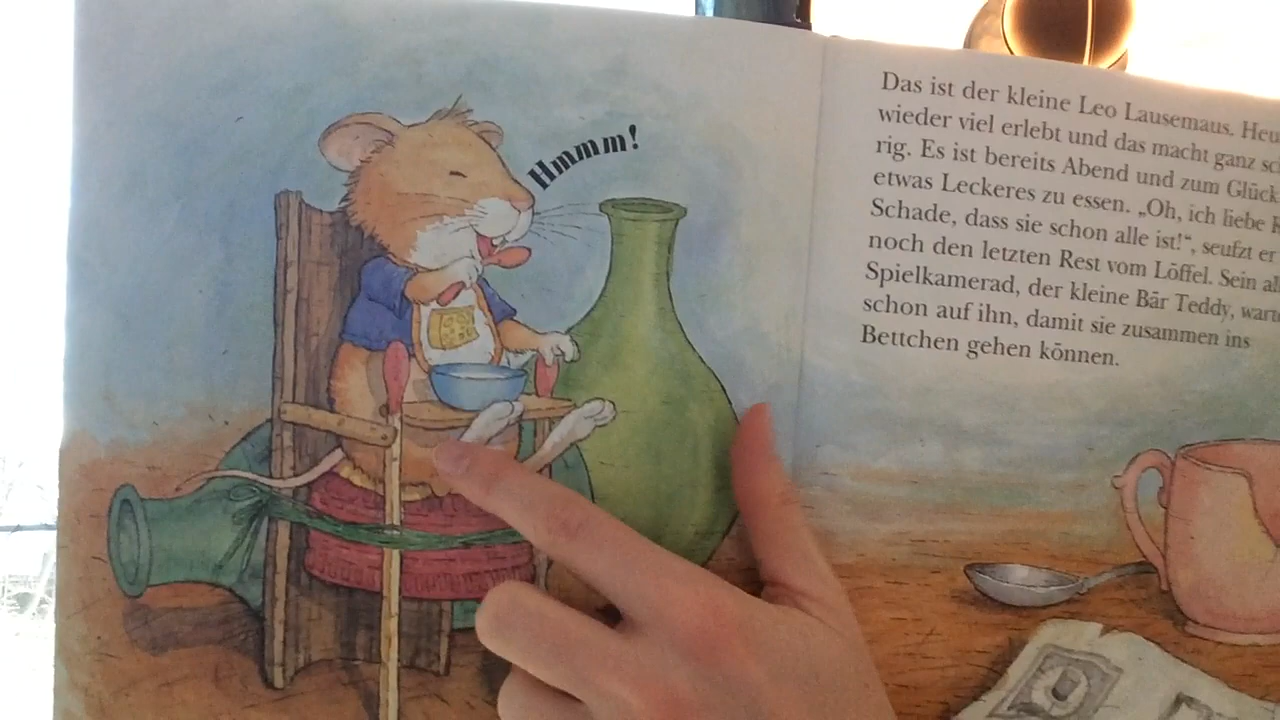 Hmmm!
Das ist der kleine Leo Lausemaus.
wieder viel erlebt und das macht ganz
rig. Es ist bereits Abend und zum Glück
etwas Leckeres zu essen. „Oh, ich liebe
Schade, dass sie schon alle ist!“, seufzt er
noch den letzten Rest vom Löffel. Sein
Spielkamerad, der kleine Bär Teddy,
schon auf ihn, damit sie zusammen ins
Bettchen gehen können.